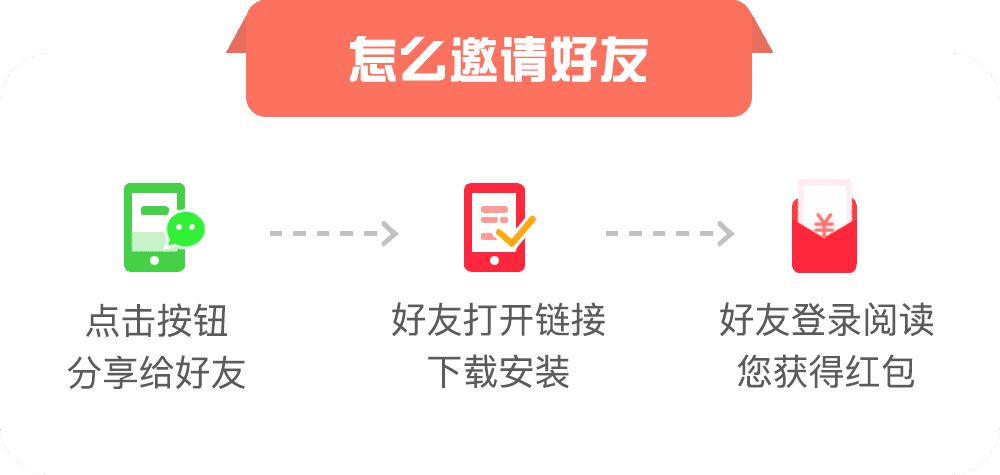 怎么邀请好友
点击按钮
分享给好友
好友打开链接
下载安装
¥
好友登录阅读
您获得红包